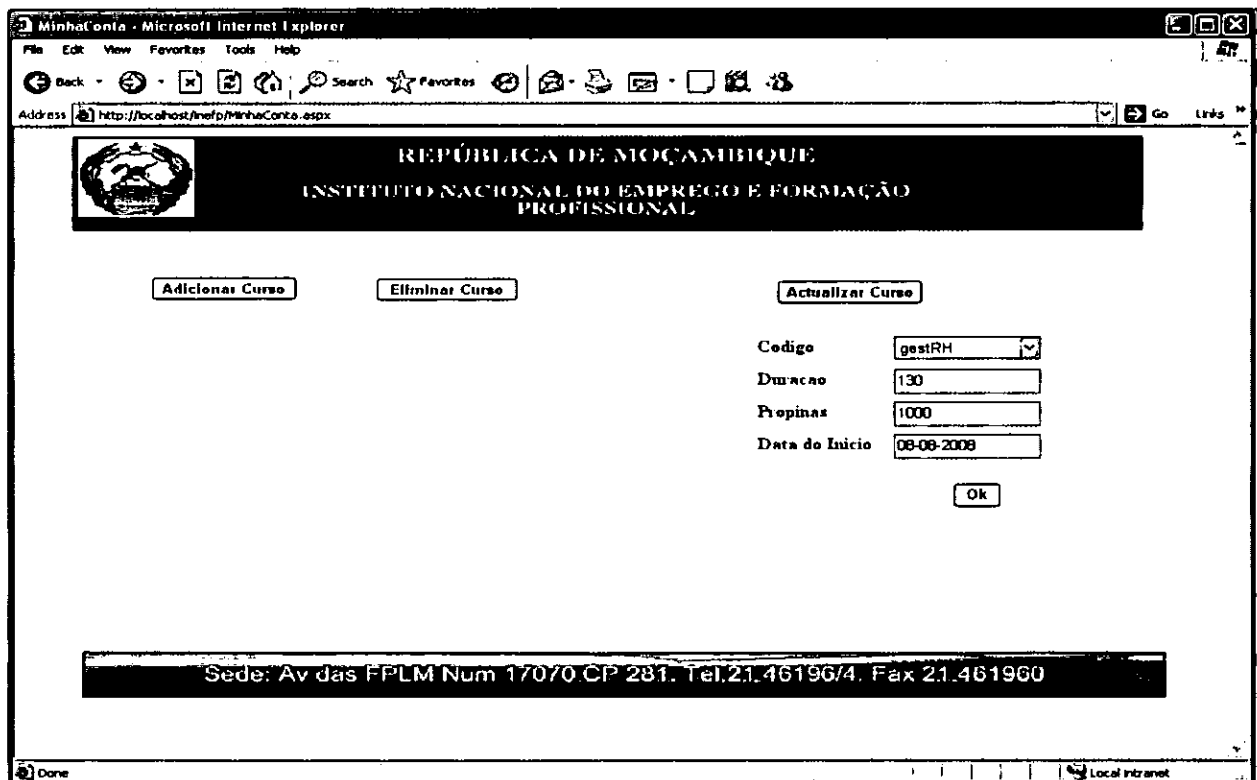 MinhaConta - Microsoft Internet Explorer
File Edit View Favorites Tools Help
Back Search Favorites
Address http://localhost/Inefp/MinhaConta.aspx Go Links »
REPÚBLICA DE MOÇAMBIQUE
INSTITUTO NACIONAL DO EMPREGO E FORMAÇÃO
PROFISSIONAL
Adicionar Curso Eliminar Curso Actualizar Curso
Codigo gestRH
Duracao 130
Propinas 1000
Data do Inicio 08-08-2008
Ok
Sede: Av das FPLM Num 17070.CP 281. Tel.21.46196/4. Fax 21.461960
Done Local intranet